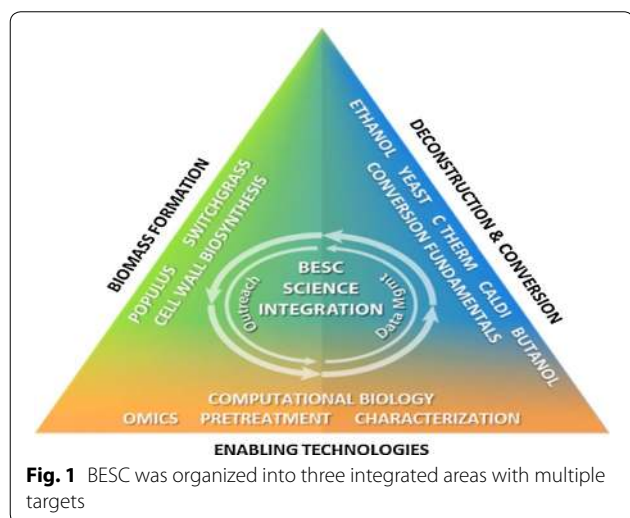 BIOMASS FORMATION
POPULUS SWITCHGRASS
CELL WALL BIOSYNTHESIS
DECONSTRUCTION & CONVERSION
ETHANOL YEAST C THERM CALDI BUTANOL
CONVERSION FUNDAMENTALS
BESC
SCIENCE
INTEGRATION
Outreach
Data Mgmt
COMPUTATIONAL BIOLOGY
OMICS PRETREATMENT CHARACTERIZATION
ENABLING TECHNOLOGIES
Fig. 1 BESC was organized into three integrated areas with multiple
targets